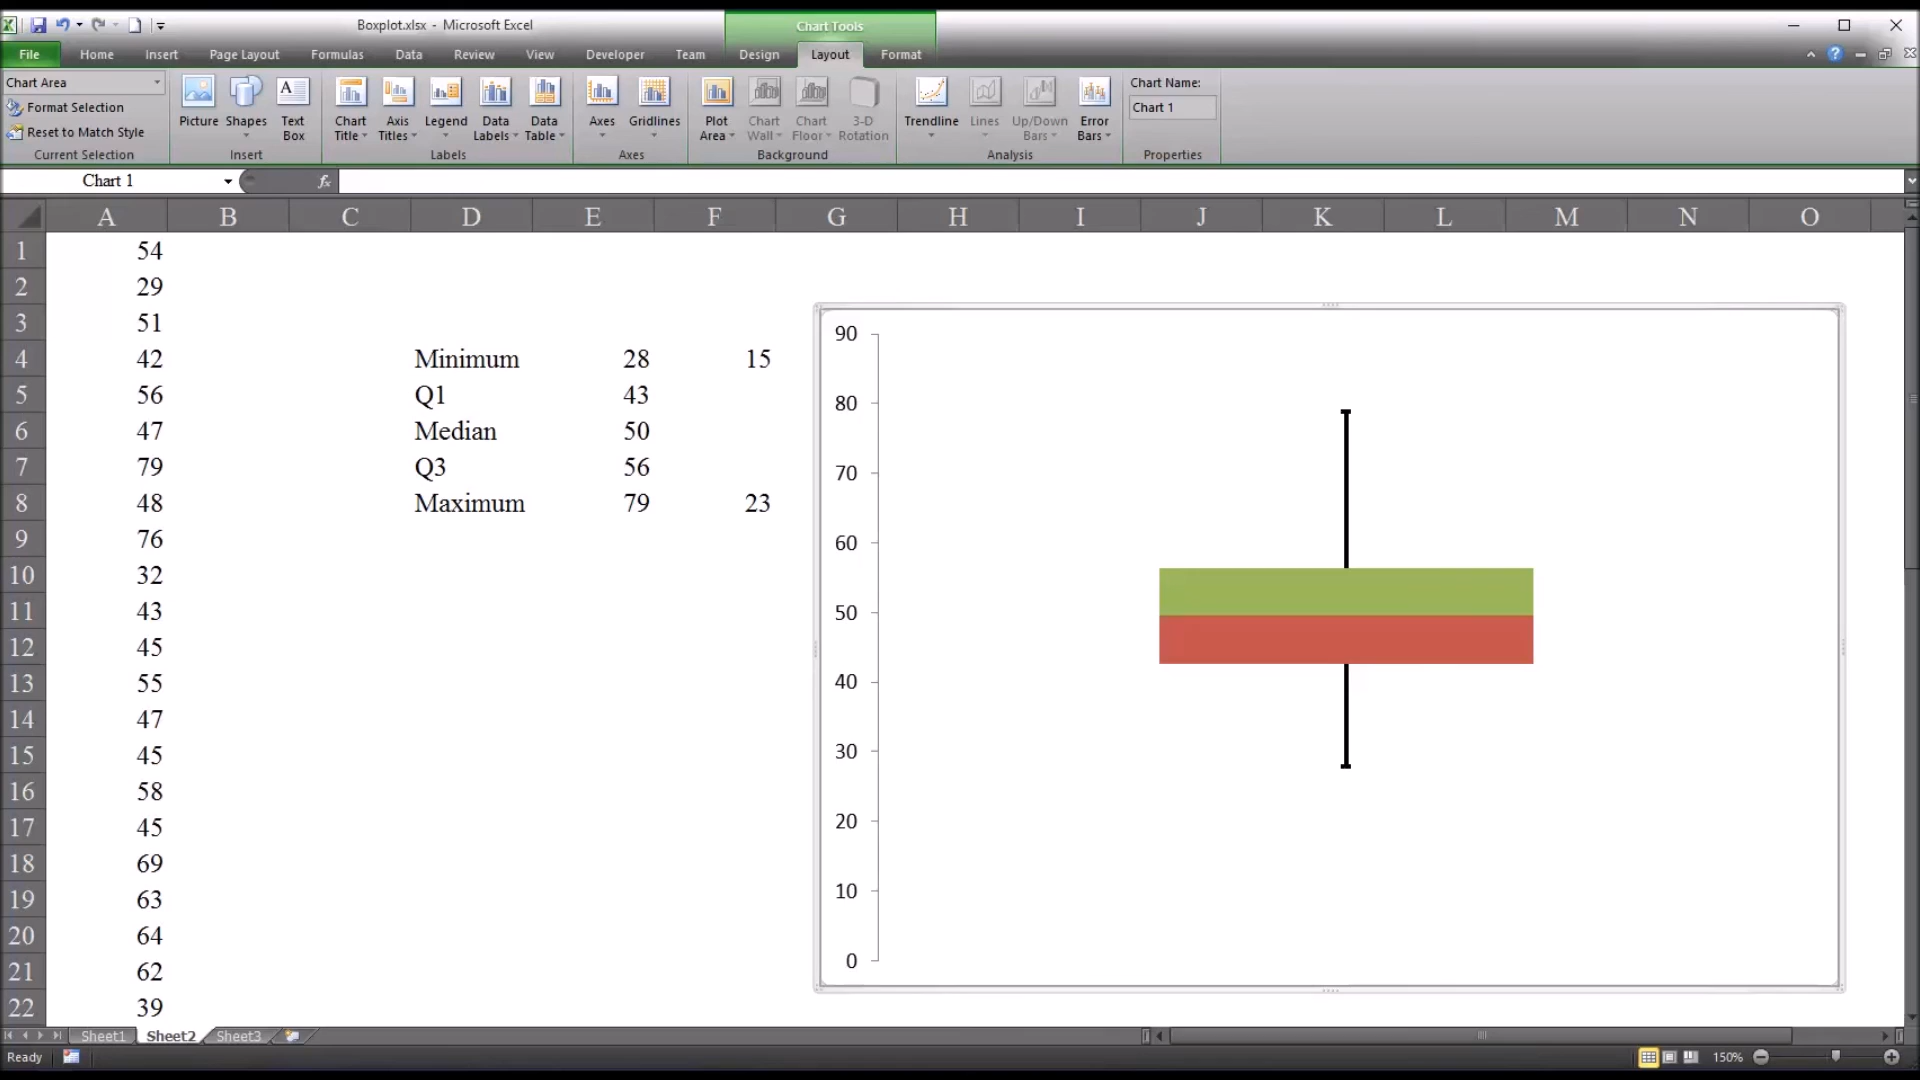 Boxplot.xlsx - Microsoft Excel
Chart Tools
File Home Insert Page Layout Formulas Data Review View Developer Team Design Layout Format
Chart Area
Format Selection
Reset to Match Style
Current Selection
Picture Shapes Text Box
Insert
Chart Title Axis Titles Legend Data Labels Data Table
Labels
Axes Gridlines
Axes
Plot Area Chart Wall Chart Floor 3-D Rotation
Background
Trendline Lines Up/Down Bars Error Bars
Analysis
Chart Name:
Chart 1
Properties
Chart 1 fx
A B C D E F G H I J K L M N O
1 54
2 29
3 51
4 42 Minimum 28 15
5 56 Q1 43
6 47 Median 50
7 79 Q3 56
8 48 Maximum 79 23
9 76
10 32
11 43
12 45
13 55
14 47
15 45
16 58
17 45
18 69
19 63
20 64
21 62
22 39
90
80
70
60
50
40
30
20
10
0
Sheet1 Sheet2 Sheet3
Ready 150%